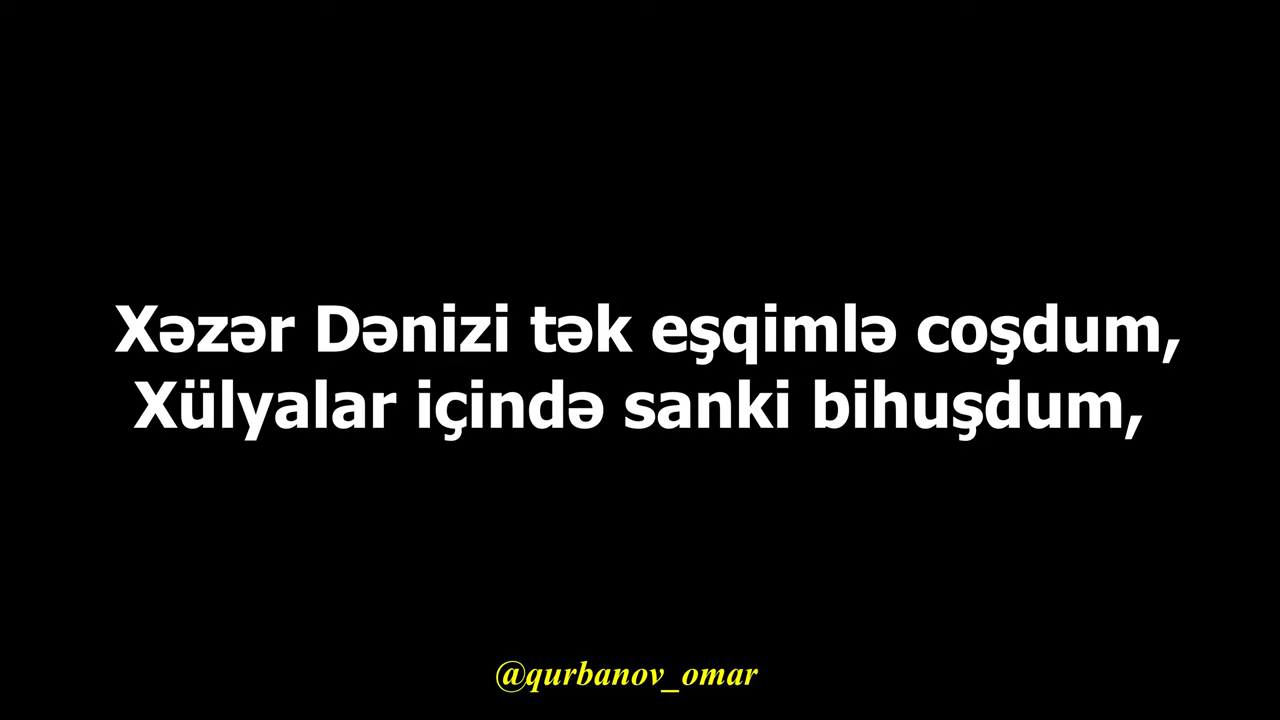 Xəzər Dənizi tək eşqimlə coşdum,
Xülyalar içində sanki bihuşdum,
@qurbanov_omar